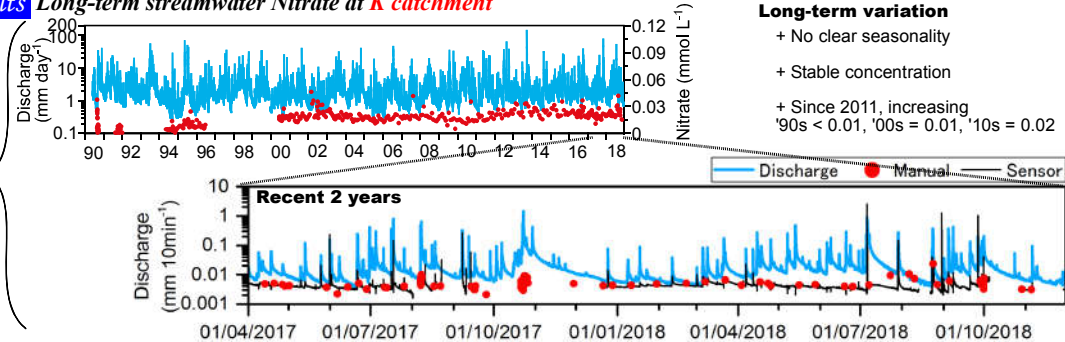 lts Long-term streamwater Nitrate at K catchment
Long-term variation
+ No clear seasonality
+ Stable concentration
+ Since 2011, increasing
'90s < 0.01, '00s = 0.01, '10s = 0.02
Discharge
(mm day-1)
200
100
10
1
0.1
0.12
0.09
0.06
0.03
0
Nitrate (mmol L-1)
90 92 94 96 98 00 02 04 06 08 10 12 14 16 18
Discharge Manual Sensor
Recent 2 years
Discharge
(mm 10min-1)
10
1
0.1
0.01
0.001
01/04/2017 01/07/2017 01/10/2017 01/01/2018 01/04/2018 01/07/2018 01/10/2018